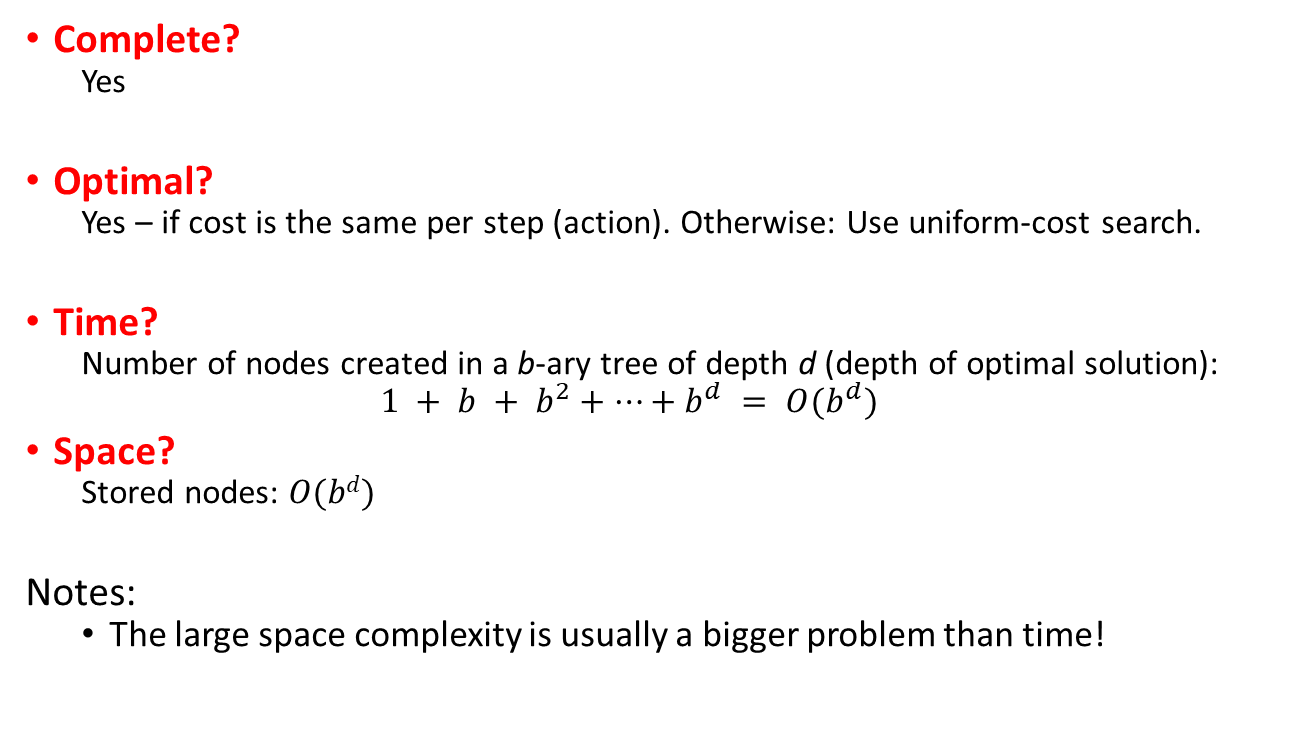 • Complete?
Yes
• Optimal?
Yes – if cost is the same per step (action). Otherwise: Use uniform-cost search.
• Time?
Number of nodes created in a b-ary tree of depth d (depth of optimal solution):
1 + b + b² + ⋯ + bᵈ = O(bᵈ)
• Space?
Stored nodes: O(bᵈ)
Notes:
• The large space complexity is usually a bigger problem than time!